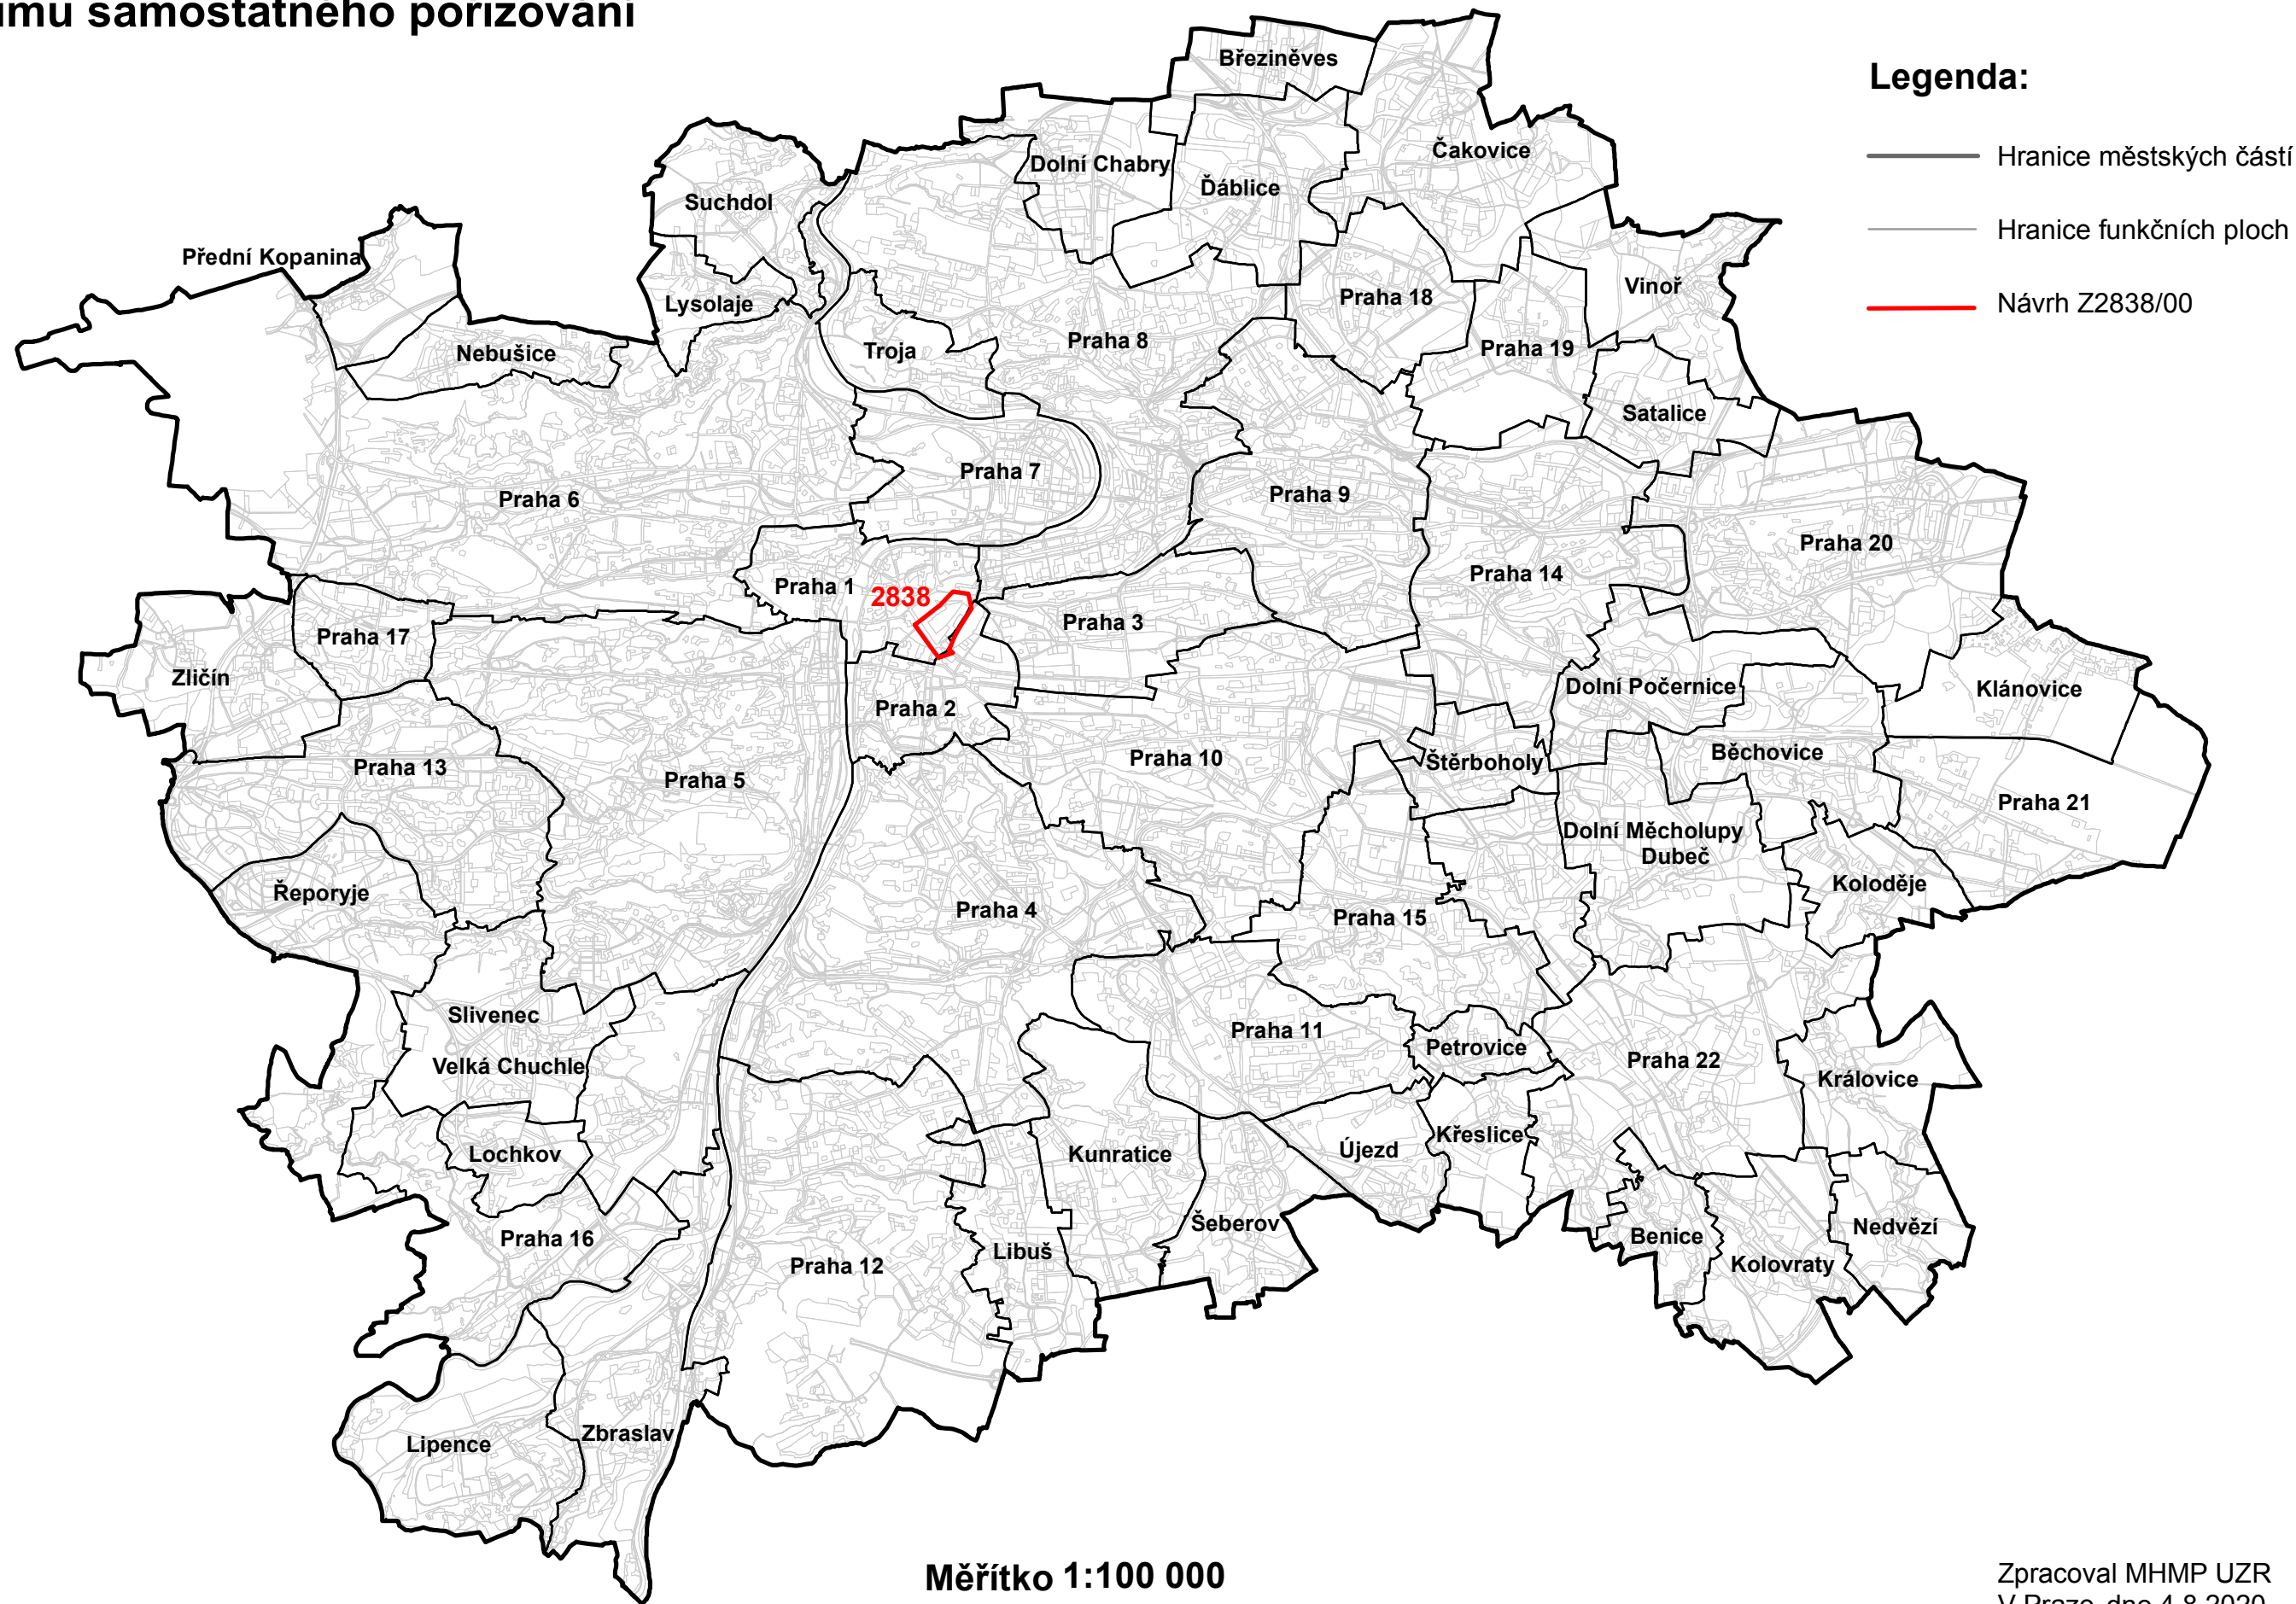 imu samostatného pořizování
Legenda:
Hranice městských částí
Hranice funkčních ploch
Návrh Z2838/00
Březiněves
Čakovice
Dolní Chabry
Ďáblice
Suchdol
Přední Kopanina
Lysolaje
Vinoř
Praha 18
Praha 8
Troja
Praha 19
Nebušice
Satalice
Praha 7
Praha 9
Praha 6
Praha 20
Praha 14
Praha 1
2838
Praha 3
Praha 17
Zličín
Dolní Počernice
Klánovice
Praha 2
Běchovice
Praha 10
Štěrboholy
Praha 13
Praha 5
Praha 21
Dolní Měcholupy
Dubeč
Koloděje
Řeporyje
Praha 4
Praha 15
Slivenec
Praha 11
Petrovice
Praha 22
Velká Chuchle
Královice
Křeslice
Újezd
Kunratice
Lochkov
Šeberov
Nedvězí
Benice
Praha 16
Libuš
Kolovraty
Praha 12
Zbraslav
Lipence
Měřítko 1:100 000
Zpracoval MHMP UZR
V Praze, dne 4.8.2020